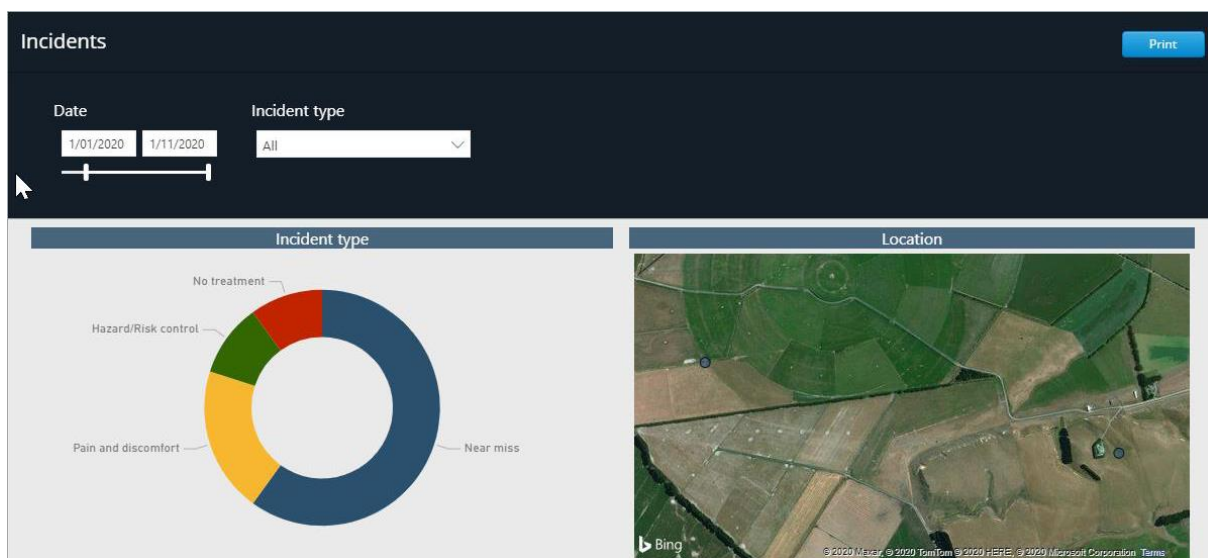 Incidents
Print
Date
Incident type
1/01/2020
1/11/2020
All
Incident type
Location
No treatment
Hazard/Risk control
Pain and discomfort
Near miss
Bing
© 2020 Maxar, © 2020 TomTom © 2020 HERE, © 2020 Microsoft Corporation Terms